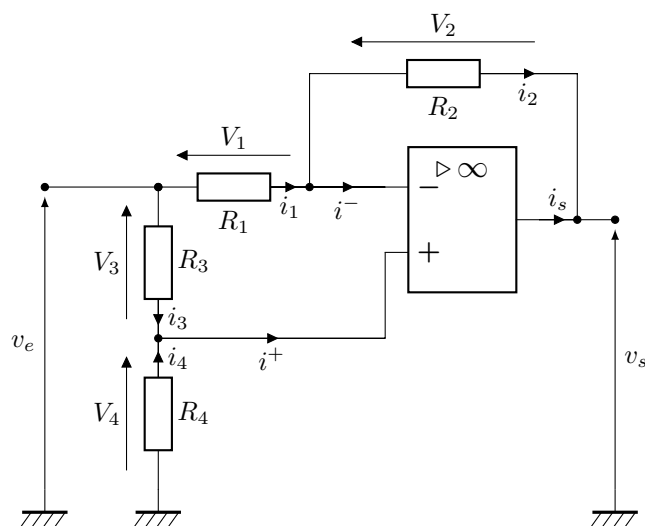 V₂
R₂
i₂
V₁
▷ ∞
R₁
i₁
i⁻
−
iₛ
V₃
R₃
+
i₃
vₑ
i₄
i⁺
vₛ
V₄
R₄